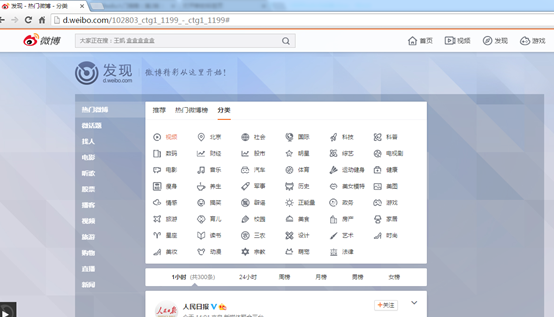 发现 - 热门微博 - 分类
d.weibo.com/102803_ctg1_1199_-_ctg1_1199#
微博
大家正在搜：王凯
首页 视频 发现 游戏
发现
d.weibo.com
微博精彩从这里开始！
热门微博
微话题
找人
电影
听歌
股票
播客
视频
旅游
购物
直播
新闻
推荐 热门微博榜 分类
视频 北京 社会 国际 科技 科普
数码 财经 股市 明星 综艺 电视剧
电影 音乐 汽车 体育 运动健身 健康
瘦身 养生 军事 历史 美女模特 美图
情感 搞笑 辟谣 正能量 政务 游戏
旅游 育儿 校园 美食 房产 家居
星座 读书 三农 设计 艺术 时尚
美妆 动漫 宗教 萌宠 法律
1小时 (共300条) 24小时 周榜 月榜 男榜 女榜
人民日报
人民日报
+关注